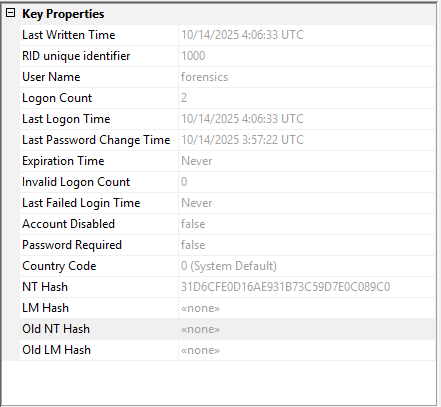 Key Properties
Last Written Time 10/14/2025 4:06:33 UTC
RID unique identifier 1000
User Name forensics
Logon Count 2
Last Logon Time 10/14/2025 4:06:33 UTC
Last Password Change Time 10/14/2025 3:57:22 UTC
Expiration Time Never
Invalid Logon Count 0
Last Failed Login Time Never
Account Disabled false
Password Required false
Country Code 0 (System Default)
NT Hash 31D6CFE0D16AE931B73C59D7E0C089C0
LM Hash «none»
Old NT Hash «none»
Old LM Hash «none»